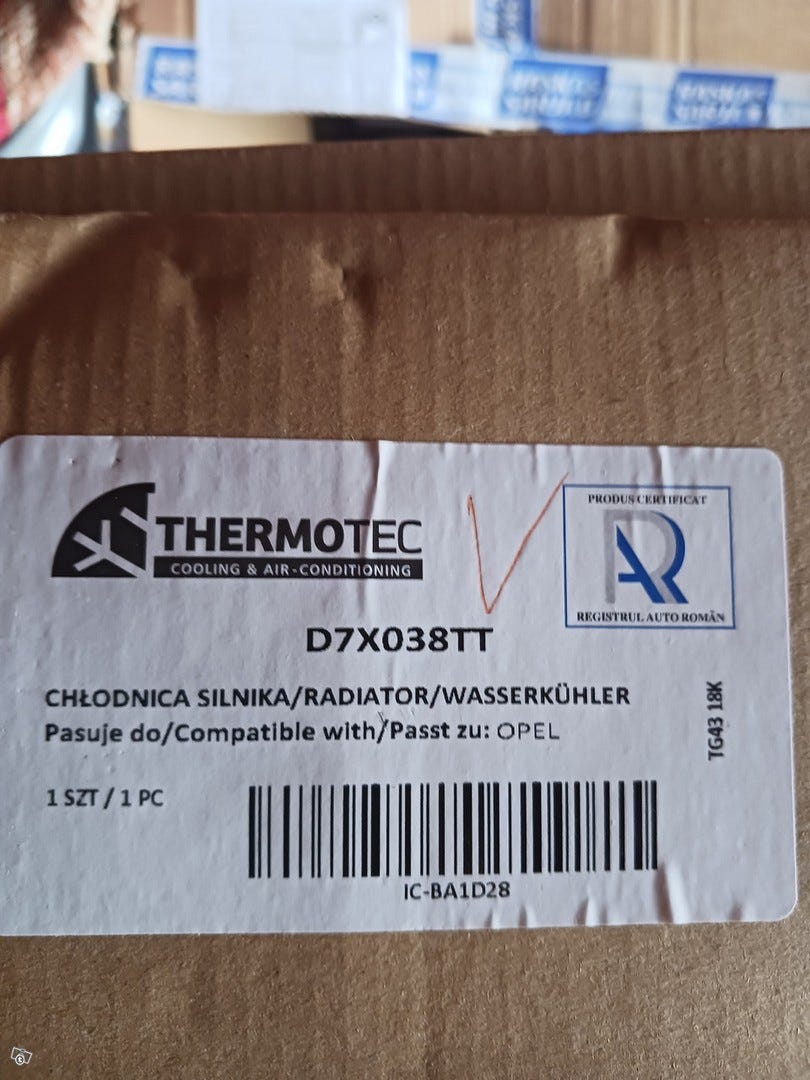 THERMOTEC
COOLING & AIR-CONDITIONING
PRODUS CERTIFICAT
AR
REGISTRUL AUTO ROMÂN
D7X038TT
CHŁODNICA SILNIKA/RADIATOR/WASSERKÜHLER
Pasuje do/Compatible with/Passt zu: OPEL
TG43 18K
1 SZT / 1 PC
IC-BA1D28